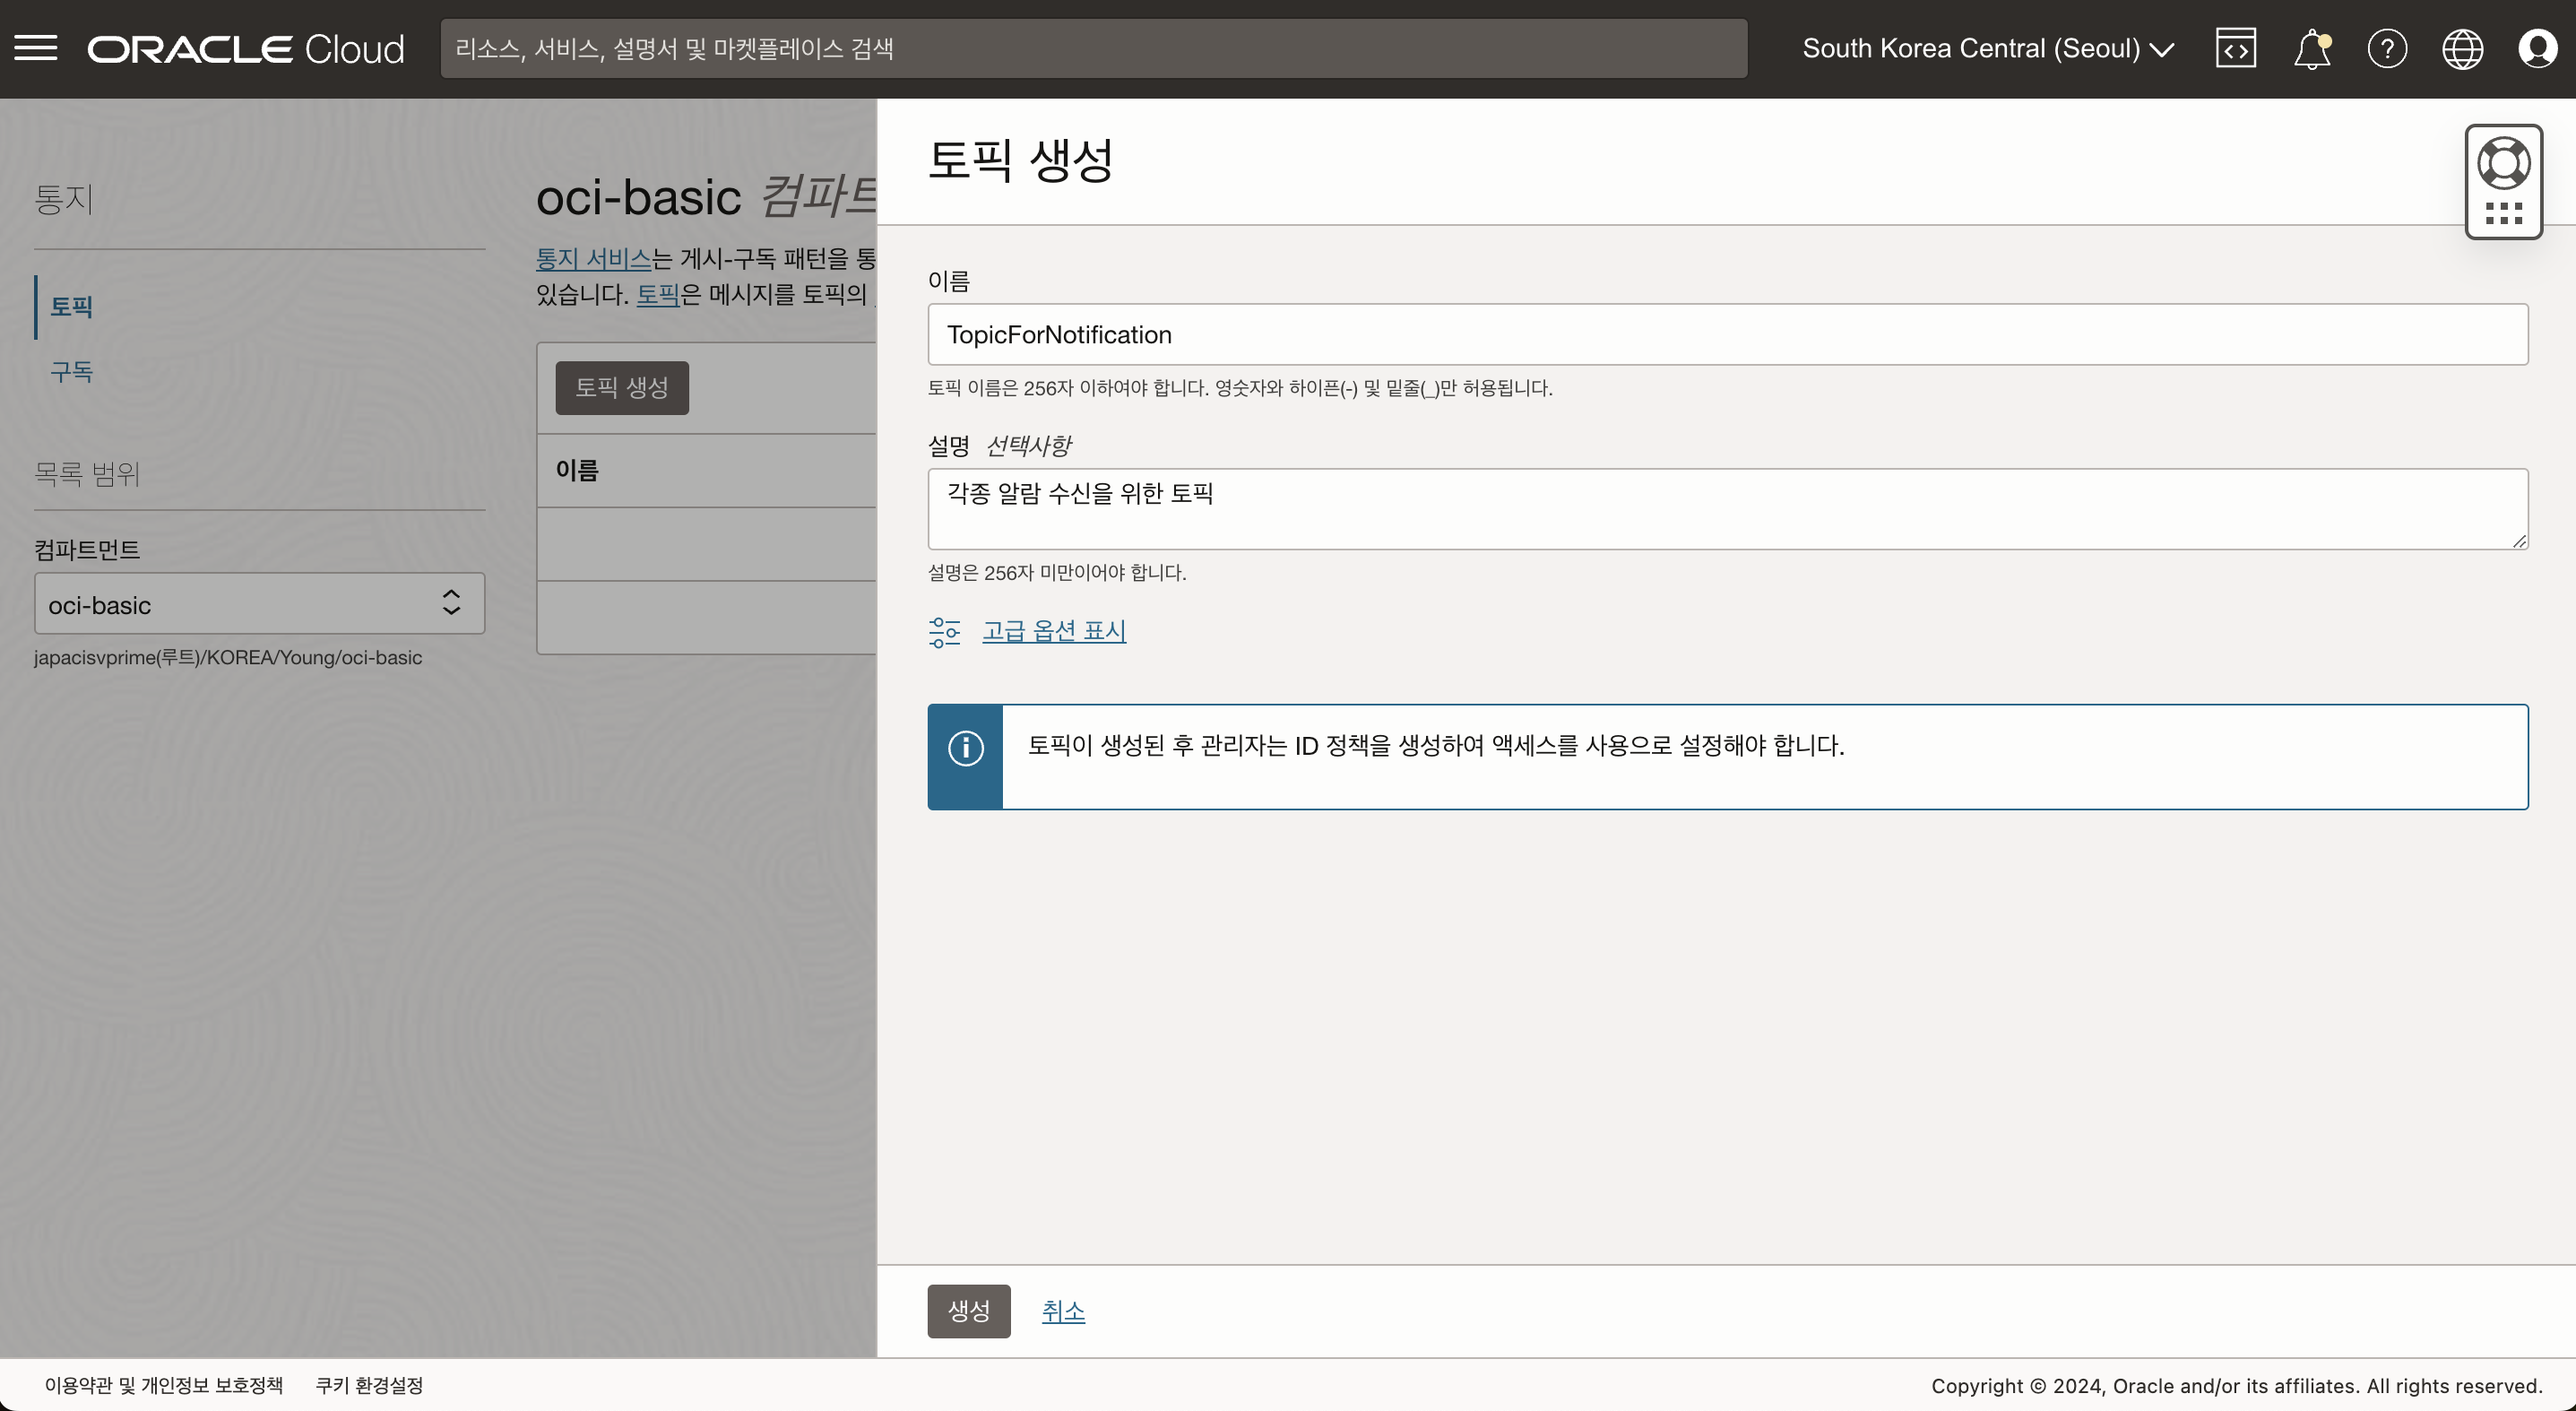 ORACLE Cloud
리소스, 서비스, 설명서 및 마켓플레이스 검색
South Korea Central (Seoul)
통지
토픽
구독
목록 범위
컴파트먼트
oci-basic
japacisvprime(루트)/KOREA/Young/oci-basic
oci-basic 컴파트
통지 서비스는 게시-구독 패턴을 통
있습니다. 토픽은 메시지를 토픽의
토픽 생성
이름
토픽 생성
이름
TopicForNotification
토픽 이름은 256자 이하여야 합니다. 영숫자와 하이픈(-) 및 밑줄(_)만 허용됩니다.
설명 선택사항
각종 알람 수신을 위한 토픽
설명은 256자 미만이어야 합니다.
고급 옵션 표시
토픽이 생성된 후 관리자는 ID 정책을 생성하여 액세스를 사용으로 설정해야 합니다.
생성 취소
이용약관 및 개인정보 보호정책 쿠키 환경설정
Copyright © 2024, Oracle and/or its affiliates. All rights reserved.